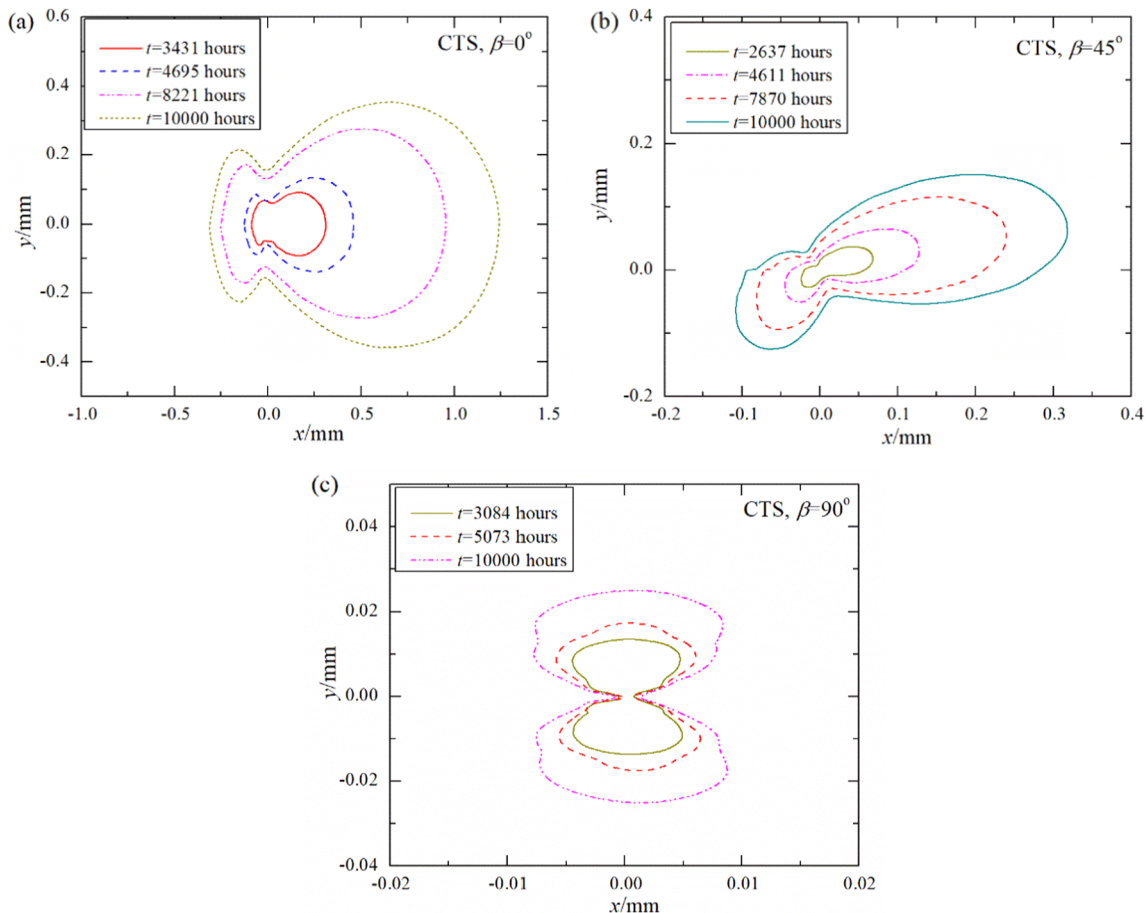 (a)
CTS, β=0°
t=3431 hours
t=4695 hours
t=8221 hours
t=10000 hours
0.6
0.4
0.2
0.0
-0.2
-0.4
y/mm
-1.0 -0.5 0.0 0.5 1.0 1.5
x/mm
(b)
CTS, β=45°
t=2637 hours
t=4611 hours
t=7870 hours
t=10000 hours
0.4
0.2
0.0
-0.2
y/mm
-0.2 -0.1 0.0 0.1 0.2 0.3 0.4
x/mm
(c)
CTS, β=90°
t=3084 hours
t=5073 hours
t=10000 hours
0.04
0.02
0.00
-0.02
-0.04
y/mm
-0.02 -0.01 0.00 0.01 0.02
x/mm